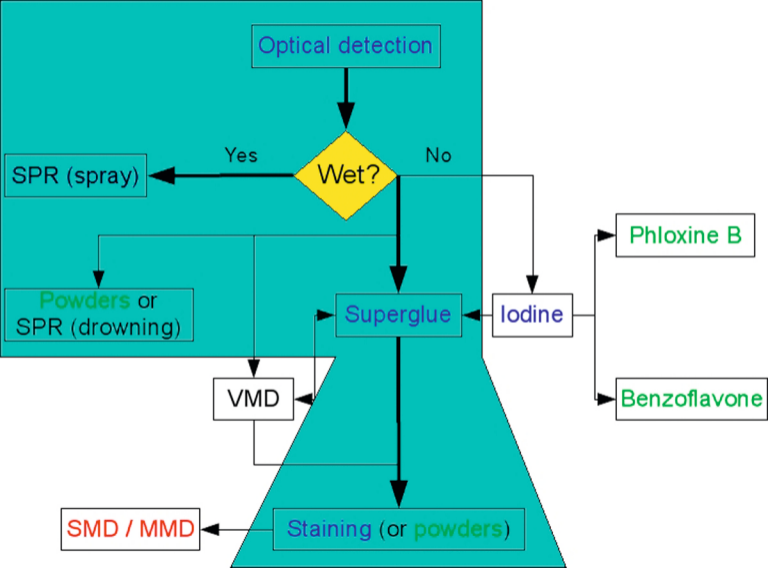 Optical detection
Yes
No
SPR (spray)
Wet?
Phloxine B
Powders or
SPR (drowning)
Superglue
Iodine
VMD
Benzoflavone
SMD / MMD
Staining (or powders)